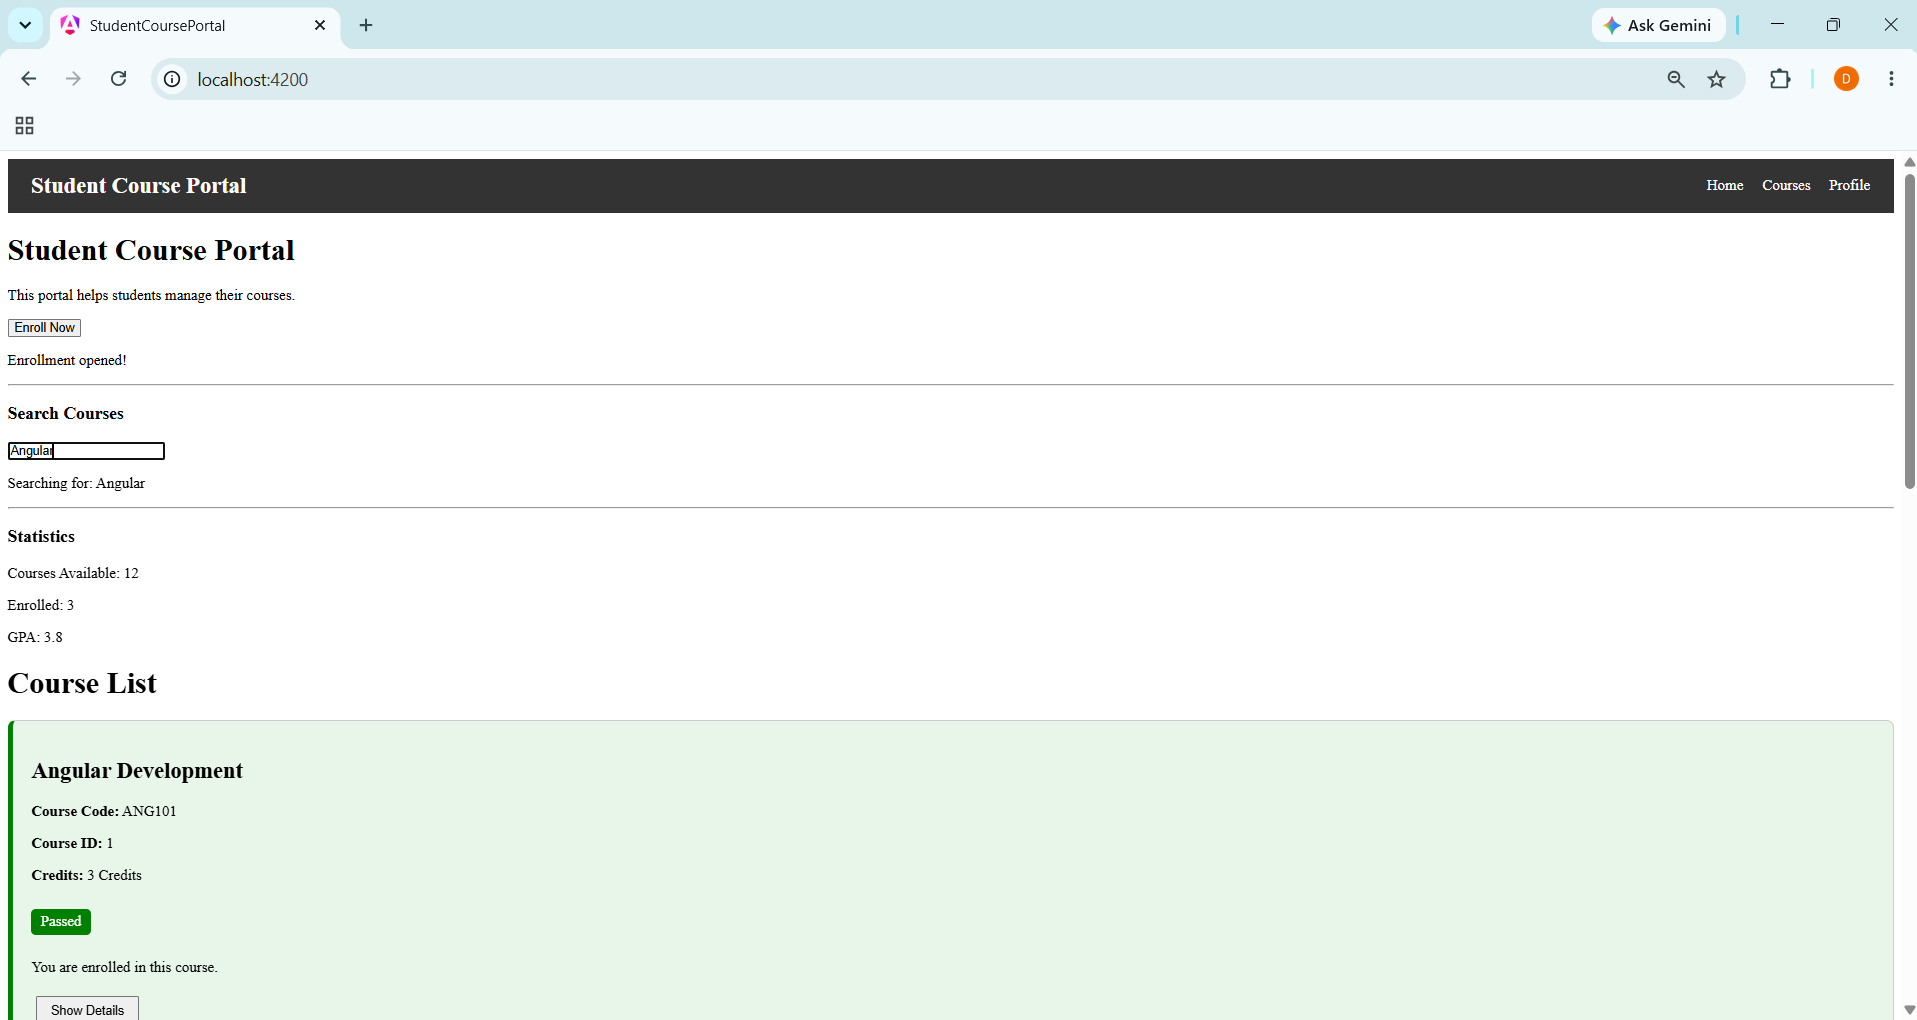 StudentCoursePortal
Ask Gemini
localhost:4200
D
Student Course Portal
Home Courses Profile
Student Course Portal
This portal helps students manage their courses.
Enroll Now
Enrollment opened!
Search Courses
Angular
Searching for: Angular
Statistics
Courses Available: 12
Enrolled: 3
GPA: 3.8
Course List
Angular Development
Course Code: ANG101
Course ID: 1
Credits: 3 Credits
Passed
You are enrolled in this course.
Show Details